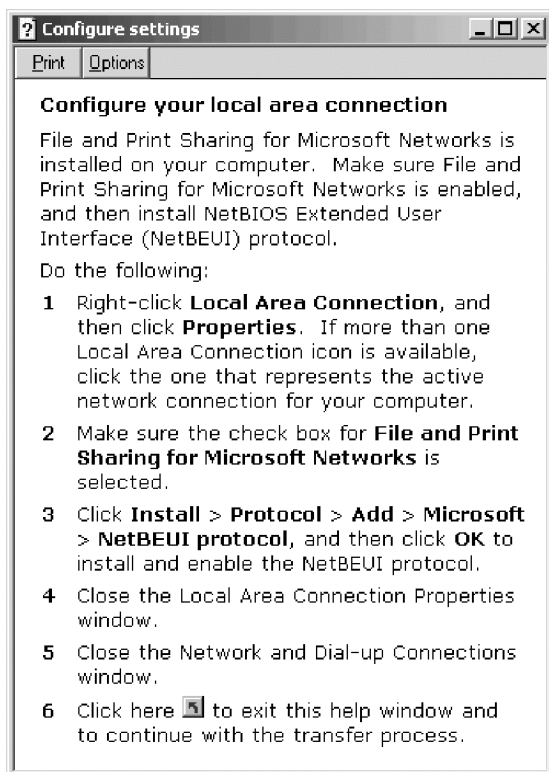 Configure settings
Print Options
Configure your local area connection
File and Print Sharing for Microsoft Networks is
installed on your computer. Make sure File and
Print Sharing for Microsoft Networks is enabled,
and then install NetBIOS Extended User
Interface (NetBEUI) protocol.
Do the following:
1 Right-click Local Area Connection, and
then click Properties. If more than one
Local Area Connection icon is available,
click the one that represents the active
network connection for your computer.
2 Make sure the check box for File and Print
Sharing for Microsoft Networks is
selected.
3 Click Install > Protocol > Add > Microsoft
> NetBEUI protocol, and then click OK to
install and enable the NetBEUI protocol.
4 Close the Local Area Connection Properties
window.
5 Close the Network and Dial-up Connections
window.
6 Click here to exit this help window and
to continue with the transfer process.